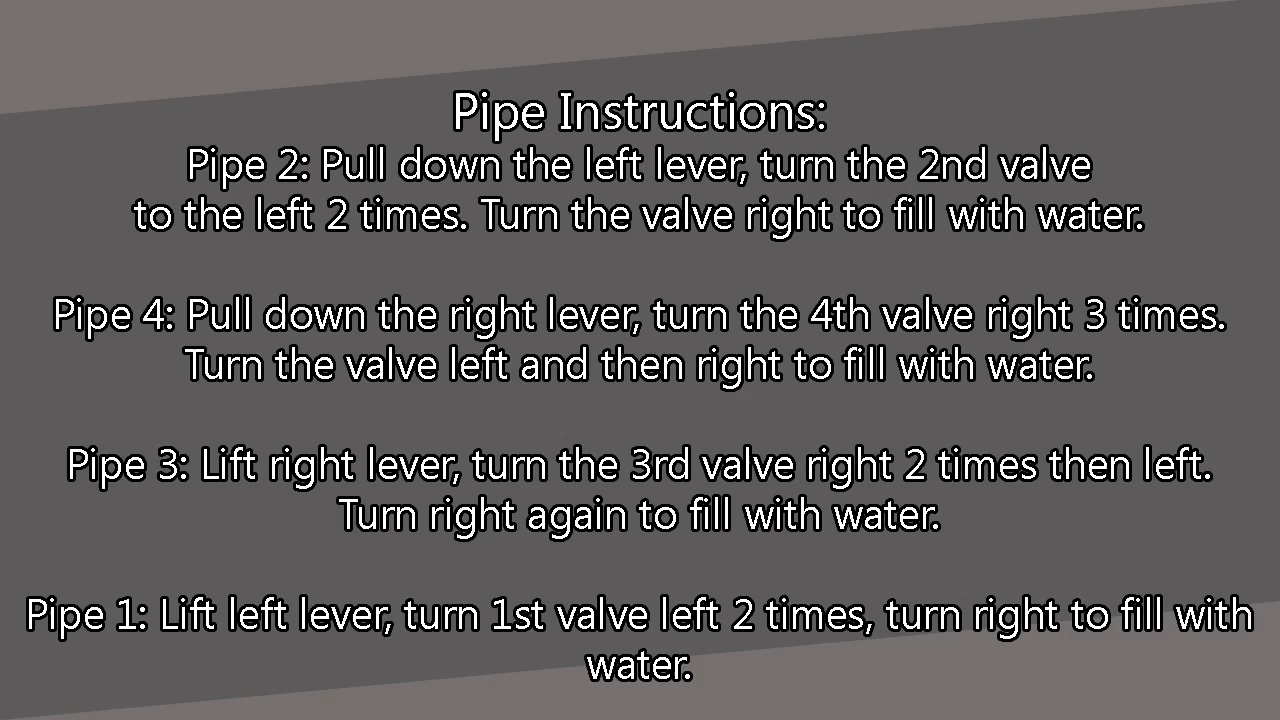 Pipe Instructions:
Pipe 2: Pull down the left lever, turn the 2nd valve
to the left 2 times. Turn the valve right to fill with water.
Pipe 4: Pull down the right lever, turn the 4th valve right 3 times.
Turn the valve left and then right to fill with water.
Pipe 3: Lift right lever, turn the 3rd valve right 2 times then left.
Turn right again to fill with water.
Pipe 1: Lift left lever, turn 1st valve left 2 times, turn right to fill with
water.